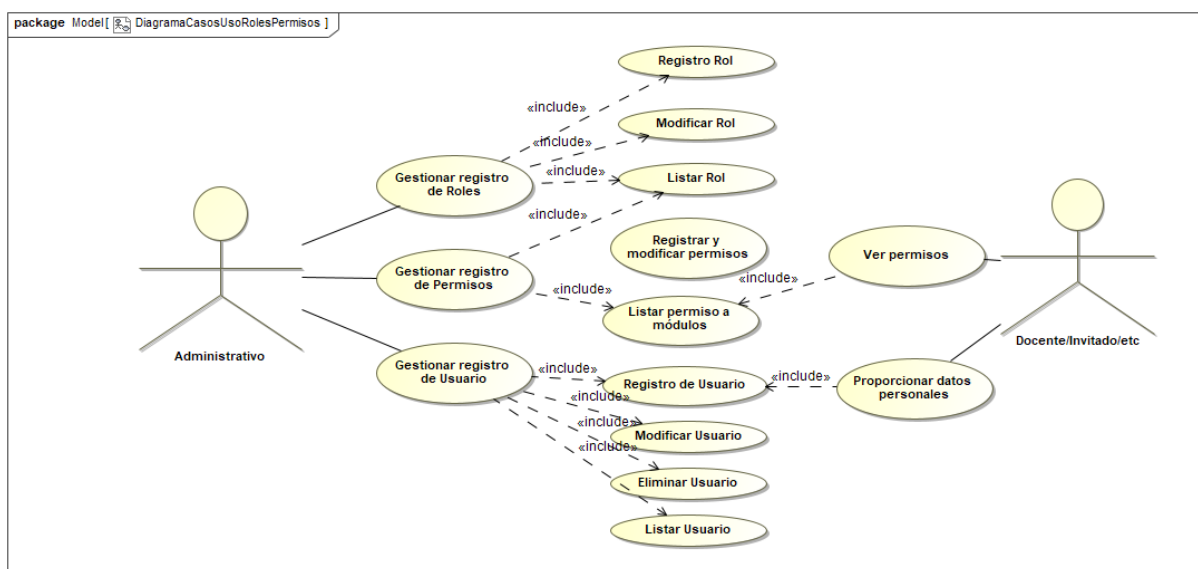 package Model[ DiagramaCasosUsoRolesPermisos ]
Registro Rol
«include»
Modificar Rol
«include»
Gestionar registro
de Roles
«include»
Listar Rol
«include»
Registrar y
modificar permisos
Ver permisos
Gestionar registro
de Permisos
«include»
«include»
Listar permiso a
módulos
Administrativo
Docente/Invitado/etc
Gestionar registro
de Usuario
«include»
Registro de Usuario
«include»
Proporcionar datos
personales
«include»
«include»
Modificar Usuario
«include»
Eliminar Usuario
Listar Usuario